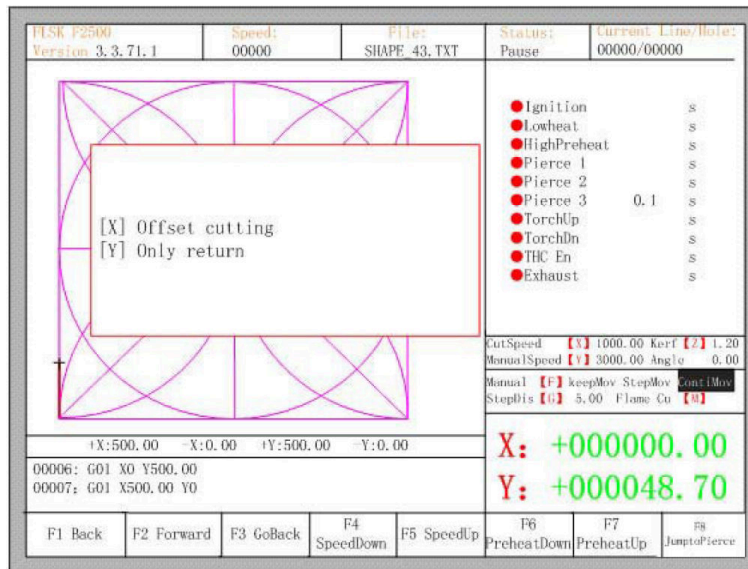 FLSK F2500
Version 3.3.71.1
Speed:
00000
File:
SHAPE_43.TXT
Status:
Pause
Current Line/Hole:
00000/00000
[X] Offset cutting
[Y] Only return
Ignition s
Lowheat s
HighPreheat s
Pierce 1 s
Pierce 2 s
Pierce 3 0.1 s
TorchUp s
TorchDn s
THC En s
Exhaust s
CutSpeed 【X】 1000.00 Kerf 【Z】 1.20
ManualSpeed 【Y】 3000.00 Angle 0.00
Manual 【F】 keepMov StepMov ContiMov
StepDis 【G】 5.00 Flame Cu 【M】
+X:500.00 -X:0.00 +Y:500.00 -Y:0.00
00006: G01 X0 Y500.00
00007: G01 X500.00 Y0
X: +000000.00
Y: +000048.70
F1 Back
F2 Forward
F3 GoBack
F4
SpeedDown
F5 SpeedUp
F6
PreheatDown
F7
PreheatUp
F8
JumptoPierce